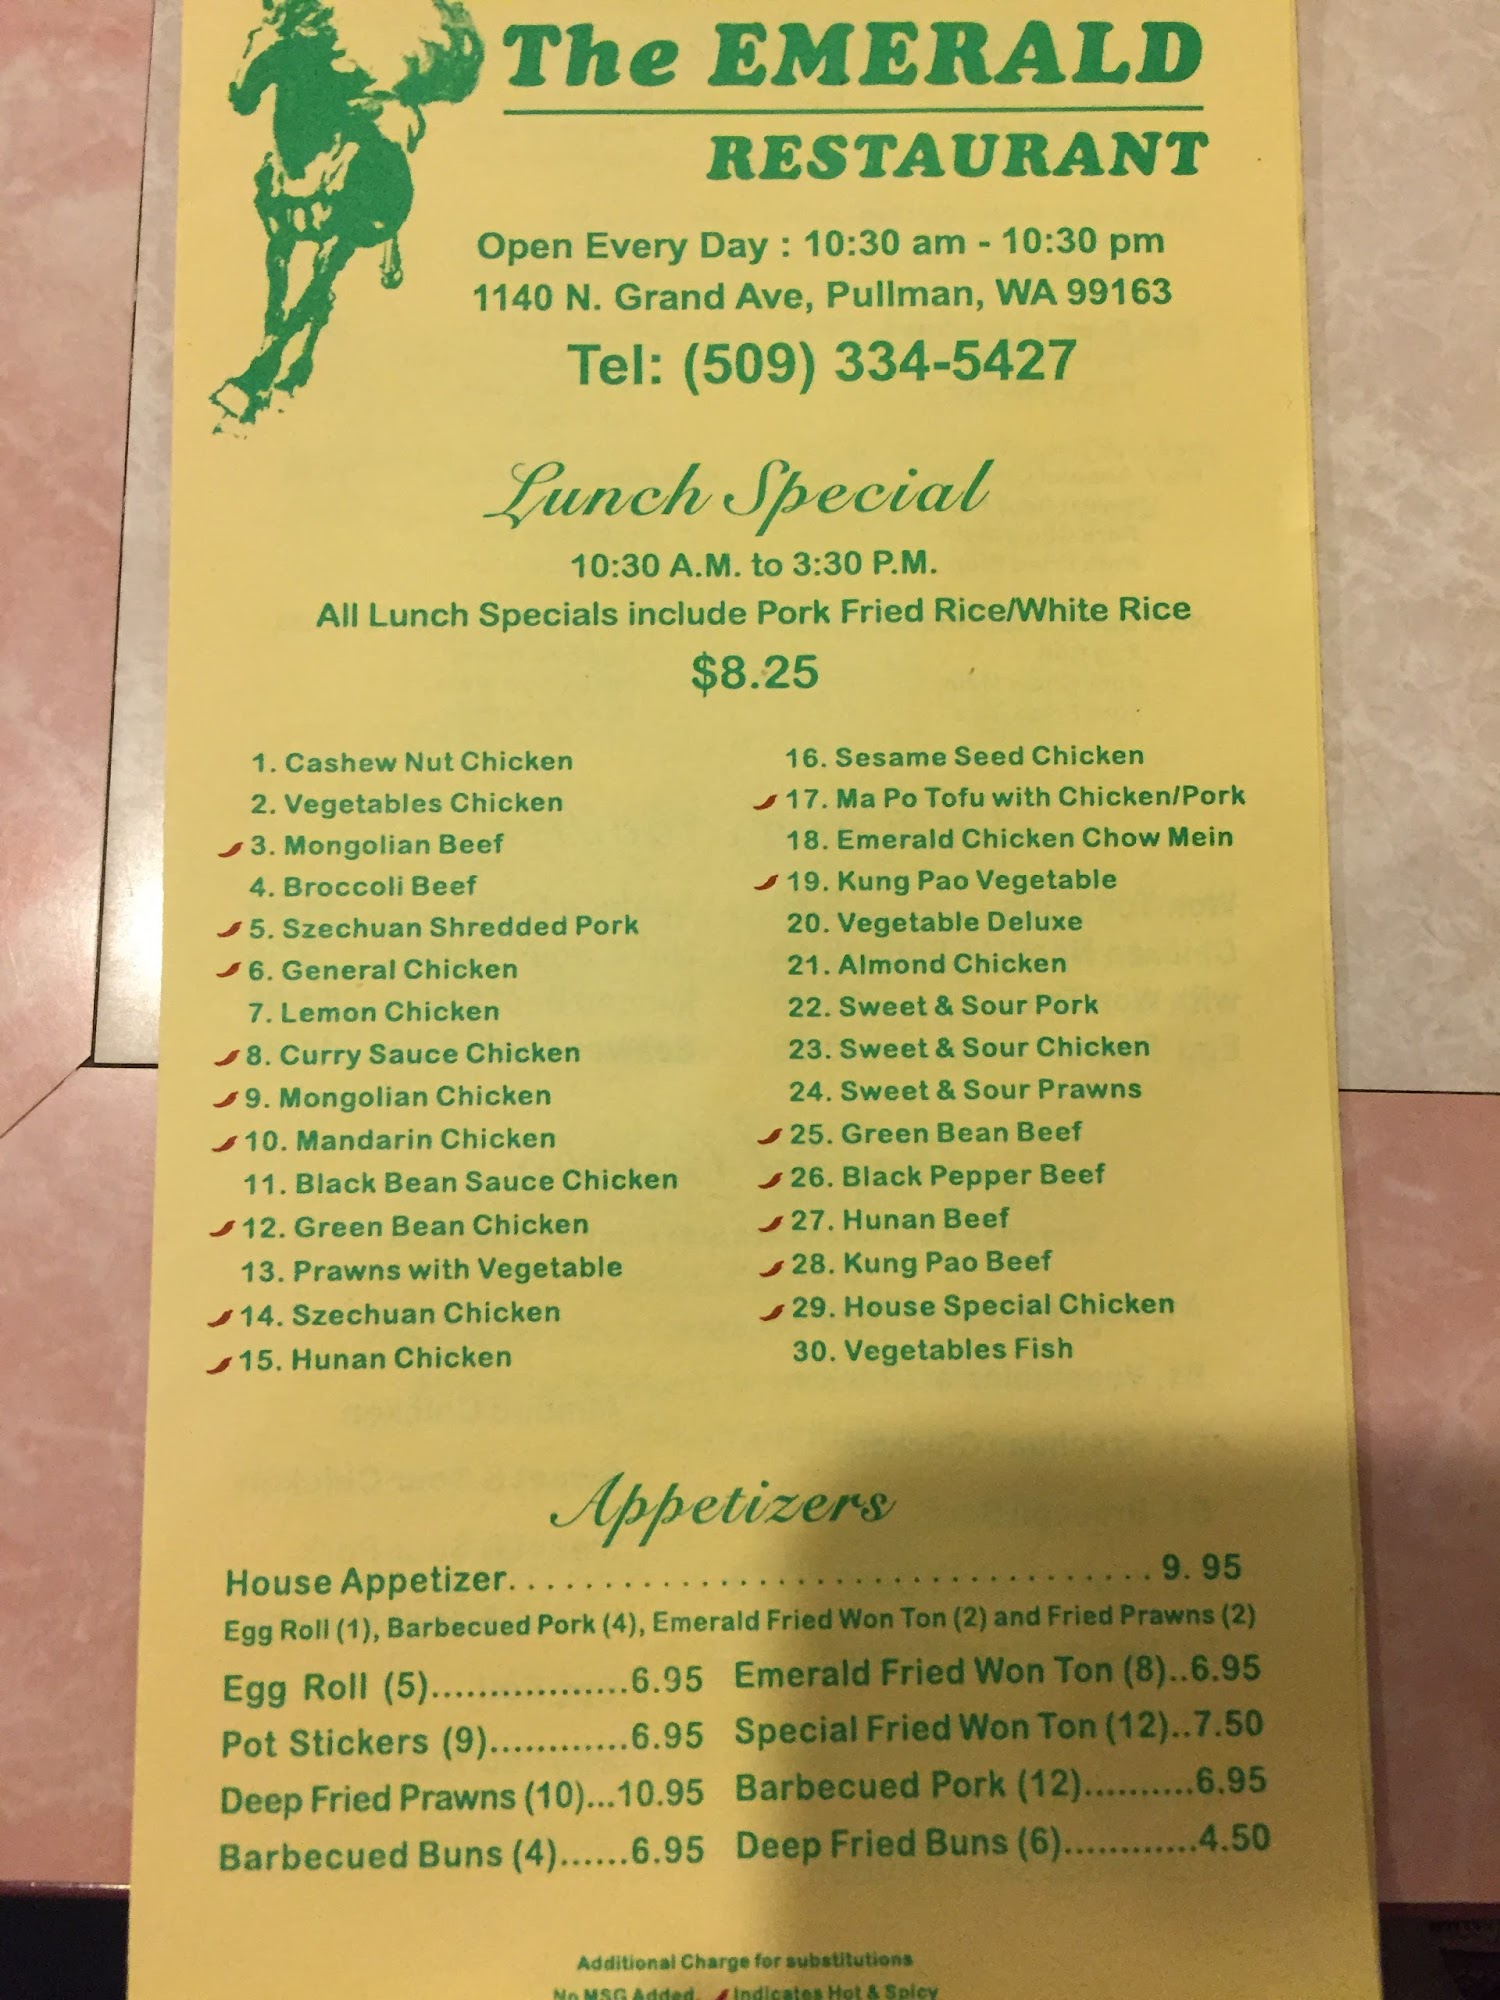 The EMERALD
RESTAURANT
Open Every Day : 10:30 am - 10:30 pm
1140 N. Grand Ave, Pullman, WA 99163
Tel: (509) 334-5427
Lunch Special
10:30 A.M. to 3:30 P.M.
All Lunch Specials include Pork Fried Rice/White Rice
$8.25
1. Cashew Nut Chicken
2. Vegetables Chicken
3. Mongolian Beef
4. Broccoli Beef
5. Szechuan Shredded Pork
6. General Chicken
7. Lemon Chicken
8. Curry Sauce Chicken
9. Mongolian Chicken
10. Mandarin Chicken
11. Black Bean Sauce Chicken
12. Green Bean Chicken
13. Prawns with Vegetable
14. Szechuan Chicken
15. Hunan Chicken
16. Sesame Seed Chicken
17. Ma Po Tofu with Chicken/Pork
18. Emerald Chicken Chow Mein
19. Kung Pao Vegetable
20. Vegetable Deluxe
21. Almond Chicken
22. Sweet & Sour Pork
23. Sweet & Sour Chicken
24. Sweet & Sour Prawns
25. Green Bean Beef
26. Black Pepper Beef
27. Hunan Beef
28. Kung Pao Beef
29. House Special Chicken
30. Vegetables Fish
Appetizers
House Appetizer. . . . . . . . . . . . . . . . . . . . . . . . . . . . . . . . . . 9. 95
Egg Roll (1), Barbecued Pork (4), Emerald Fried Won Ton (2) and Fried Prawns (2)
Egg Roll (5).................6.95
Pot Stickers (9)............6.95
Deep Fried Prawns (10)...10.95
Barbecued Buns (4)......6.95
Emerald Fried Won Ton (8)..6.95
Special Fried Won Ton (12)..7.50
Barbecued Pork (12)..........6.95
Deep Fried Buns (6)............4.50
Additional Charge for substitutions
No MSG Added. Indicates Hot & Spicy